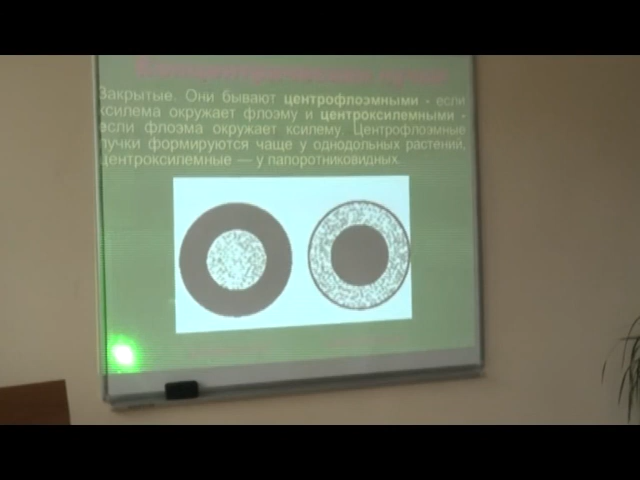 Закрытые. Они бывают центрофлоэмными - если
ксилема окружает флоэму и центроксилемными -
если флоэма окружает ксилему. Центрофлоэмные
пучки формируются чаще у однодольных растений,
центроксилемные — у папоротниковидных.